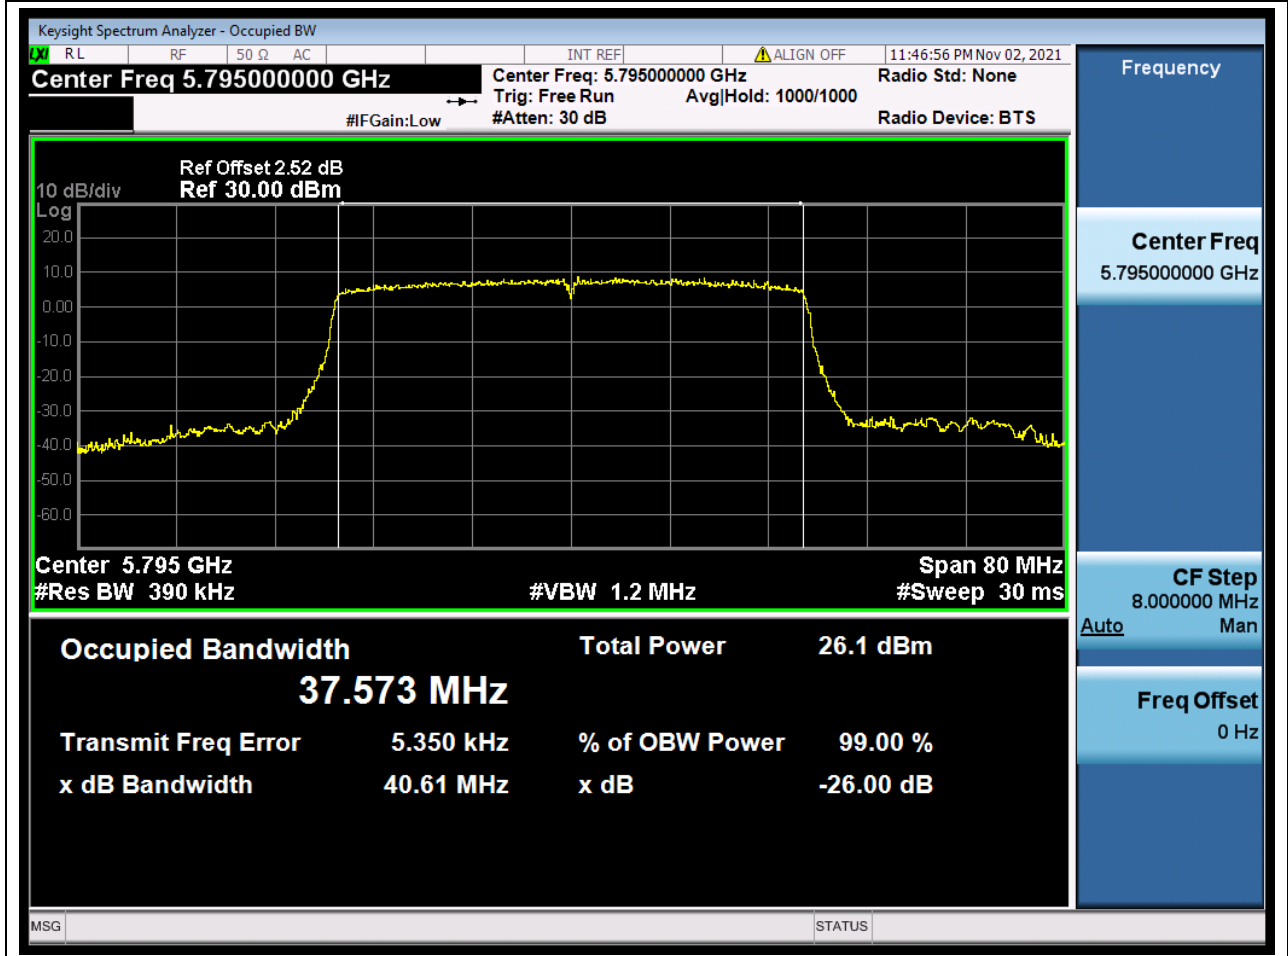 Keysight Spectrum Analyzer - Occupied BW
LXI RL RF 50 Ω AC INT REF ALIGN OFF 11:46:56 PM Nov 02, 2021
Center Freq 5.795000000 GHz
Center Freq: 5.795000000 GHz
Radio Std: None
Trig: Free Run Avg|Hold: 1000/1000
#IFGain:Low
#Atten: 30 dB
Radio Device: BTS
Ref Offset 2.52 dB
10 dB/div Ref 30.00 dBm
Log
20.0
10.0
0.00
-10.0
-20.0
-30.0
-40.0
-50.0
-60.0
Center 5.795 GHz
Span 80 MHz
#Res BW 390 kHz
#VBW 1.2 MHz
#Sweep 30 ms
Occupied Bandwidth
37.573 MHz
Total Power 26.1 dBm
Transmit Freq Error 5.350 kHz
% of OBW Power 99.00 %
x dB Bandwidth 40.61 MHz
x dB -26.00 dB
Frequency
Center Freq
5.795000000 GHz
CF Step
8.000000 MHz
Auto Man
Freq Offset
0 Hz
MSG
STATUS